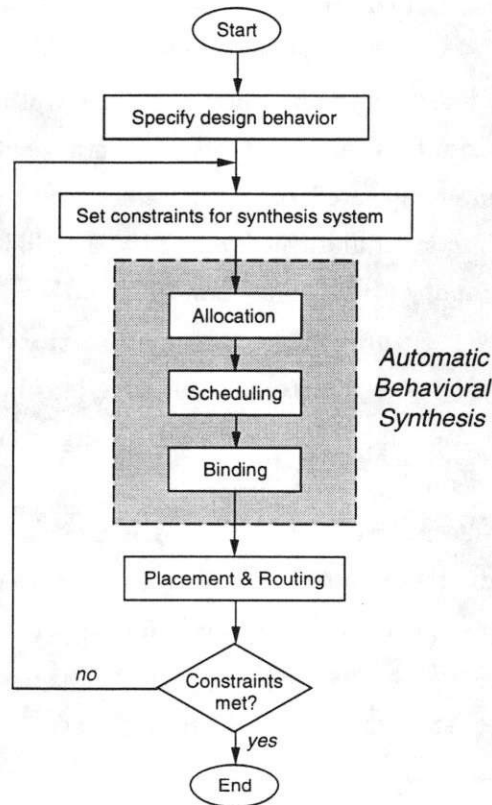 Start
Specify design behavior
Set constraints for synthesis system
Allocation
Scheduling
Binding
Automatic
Behavioral
Synthesis
Placement & Routing
Constraints
met?
no
yes
End